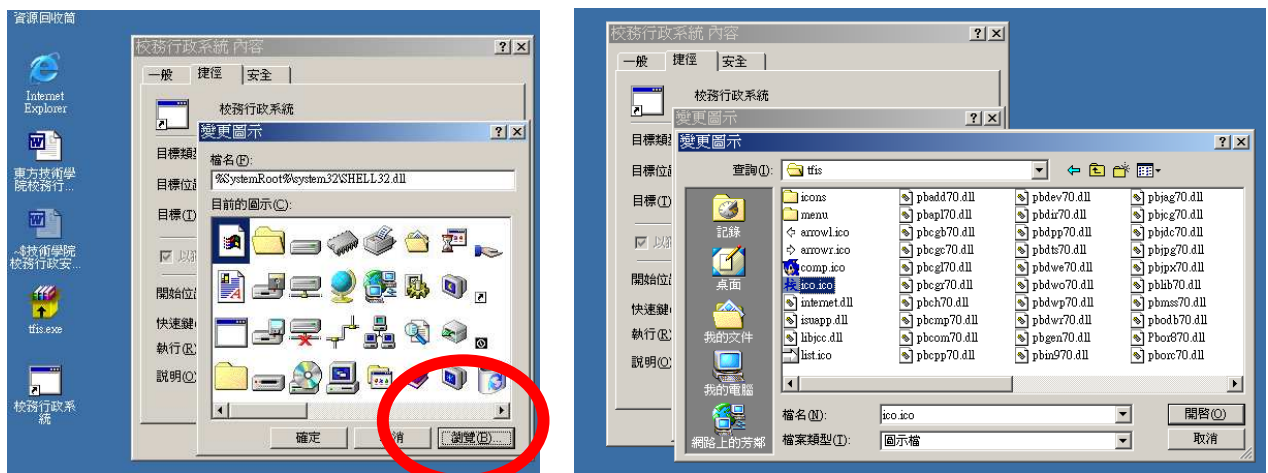 資源回收筒
Internet
Explorer
東方技術學
院校務行...
~$技術學院
校務行政安...
tfis.exe
校務行政系
統
校務行政系統 內容
一般
捷徑
安全
校務行政系統
目標類
目標位
目標(T)
開始位
快速鍵
執行(R)
說明(O)
變更圖示
檔名(F):
%SystemRoot%\system32\SHELL32.dll
目前的圖示(C):
確定
瀏覽(B)...
校務行政系統 內容
一般
捷徑
安全
校務行政系統
變更圖示
目標類
目標位
目標(T)
開始位
快速鍵
執行(R)
說明(O)
變更圖示
查詢(I):
tfis
記錄
桌面
我的文件
我的電腦
網路上的芳鄰
icons
menu
arrowl.ico
arrowr.ico
comp.ico
ico.ico
internet.dll
isuapp.dll
libjcc.dll
list.ico
pbadd70.dll
pbapl70.dll
pbcgb70.dll
pbcgc70.dll
pbcgl70.dll
pbcgr70.dll
pbch70.dll
pbcmp70.dll
pbcom70.dll
pbcpp70.dll
pbdev70.dll
pbdir70.dll
pbdpp70.dll
pbdts70.dll
pbdwe70.dll
pbdwo70.dll
pbdwp70.dll
pbdwr70.dll
pbgen70.dll
pbin970.dll
pbjag70.dll
pbjcg70.dll
pbjdc70.dll
pbjpg70.dll
pbjpx70.dll
pblib70.dll
pbmss70.dll
pbodb70.dll
Pbor870.dll
pborc70.dll
檔名(N):
ico.ico
開啓(O)
檔案類型(T):
圖示檔
取消